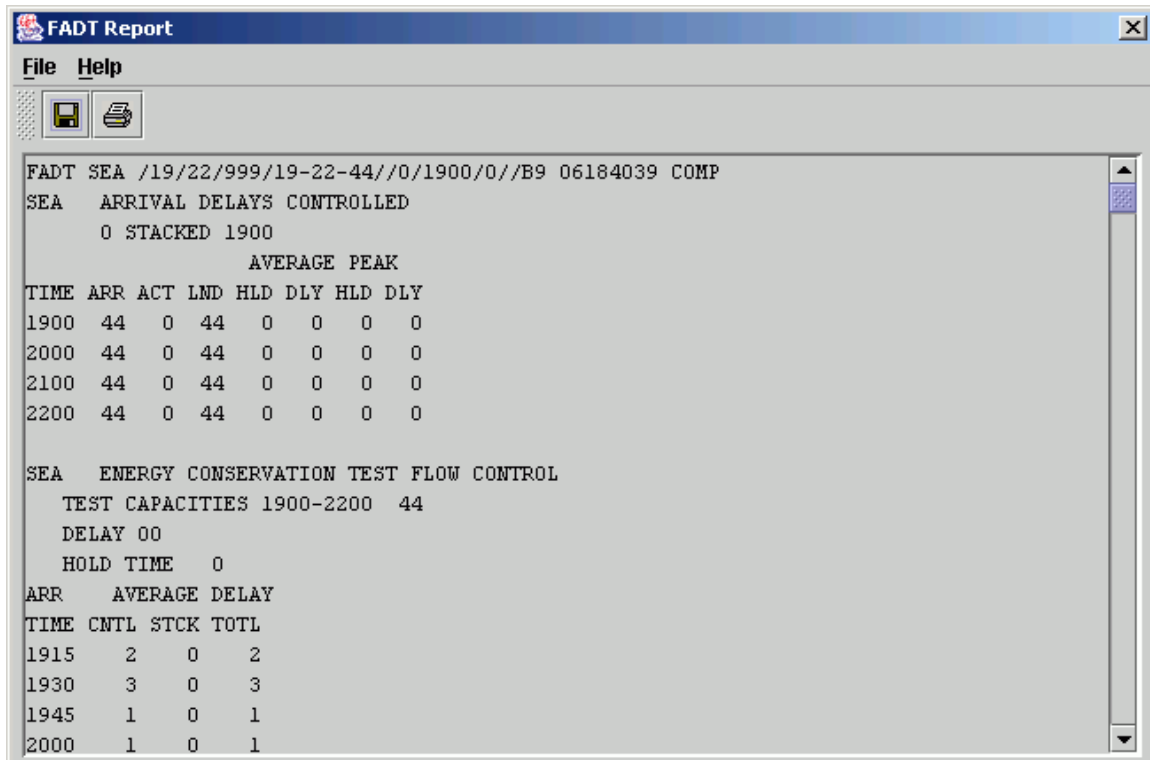 FADT Report
File Help
FADT SEA /19/22/999/19-22-44//0/1900/0//B9 06184039 COMP
SEA ARRIVAL DELAYS CONTROLLED
0 STACKED 1900
AVERAGE PEAK
TIME ARR ACT LND HLD DLY HLD DLY
1900 44 0 44 0 0 0 0
2000 44 0 44 0 0 0 0
2100 44 0 44 0 0 0 0
2200 44 0 44 0 0 0 0
SEA ENERGY CONSERVATION TEST FLOW CONTROL
TEST CAPACITIES 1900-2200 44
DELAY 00
HOLD TIME 0
ARR AVERAGE DELAY
TIME CNTL STCK TOTL
1915 2 0 2
1930 3 0 3
1945 1 0 1
2000 1 0 1